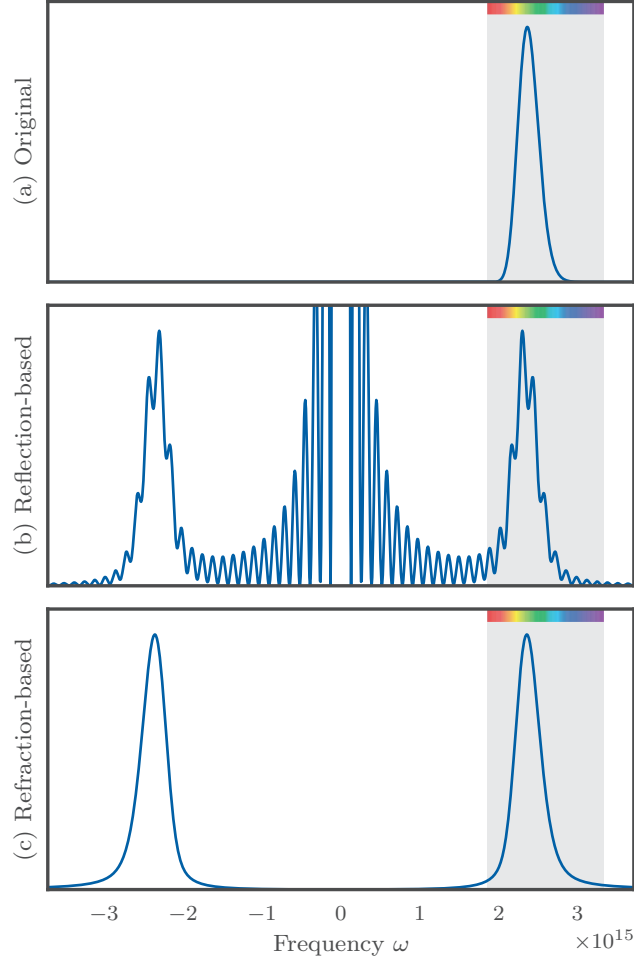 (a) Original
(b) Reflection-based
(c) Refraction-based
−3 −2 −1 0 1 2 3
×10¹⁵
Frequency ω